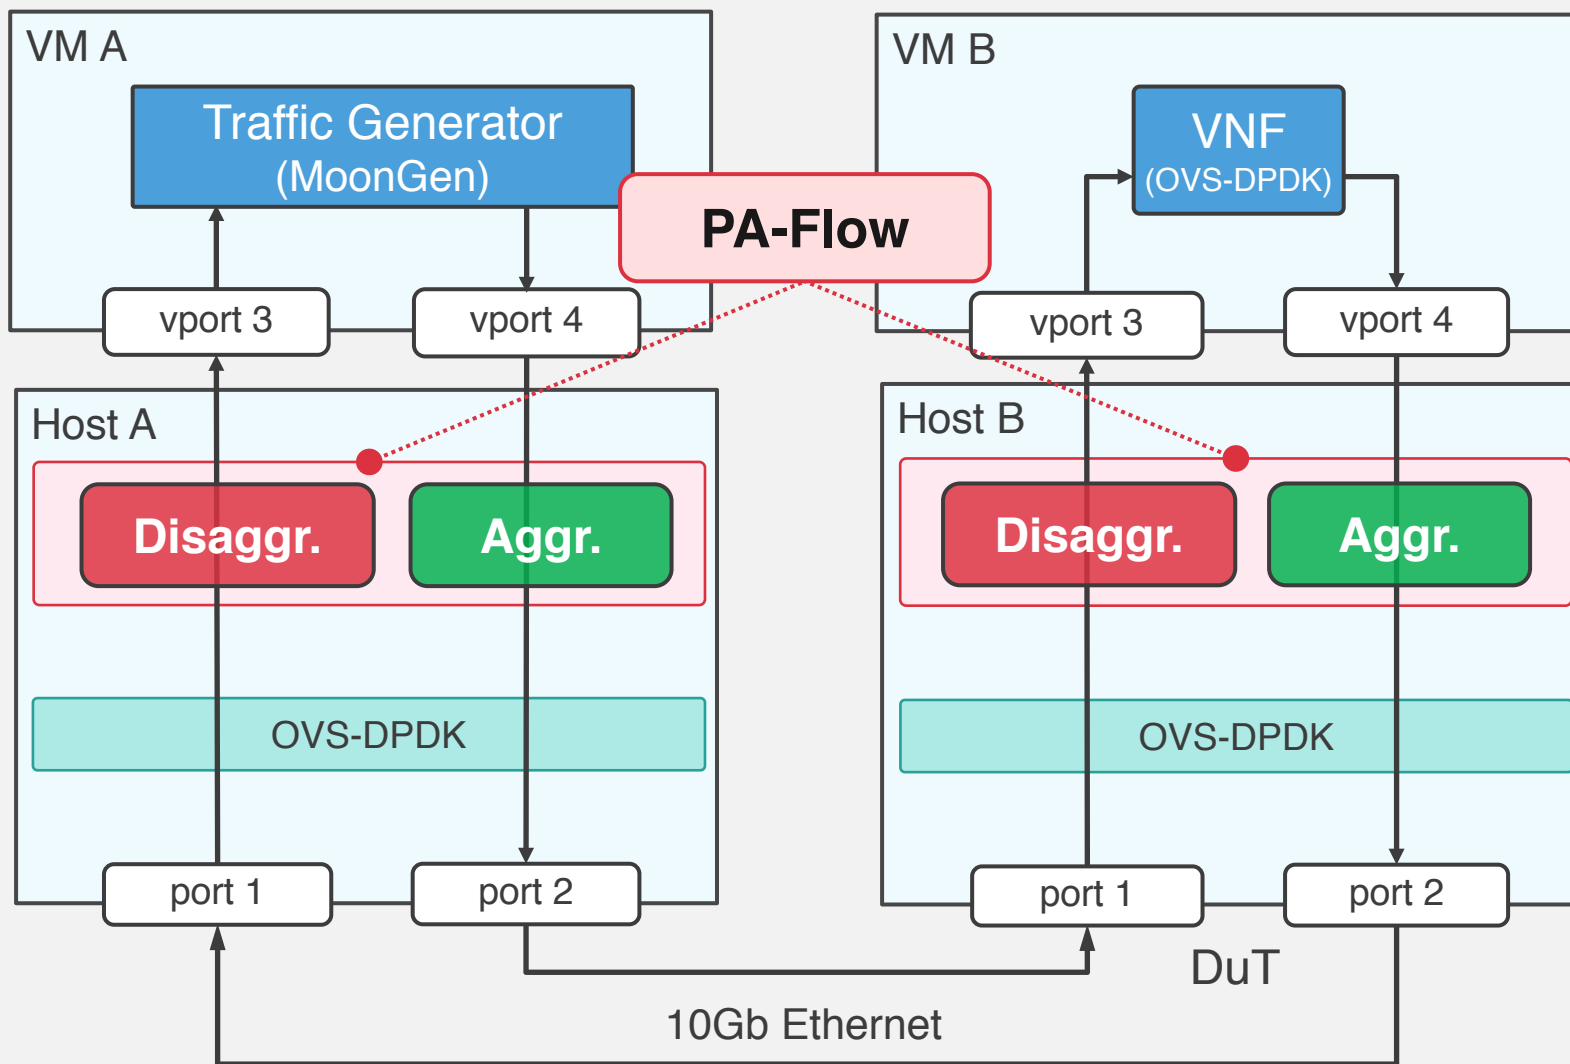 VM A
Traffic Generator
(MoonGen)
vport 3
vport 4
PA-Flow
VM B
VNF
(OVS-DPDK)
vport 3
vport 4
Host A
Disaggr.
Aggr.
OVS-DPDK
port 1
port 2
Host B
Disaggr.
Aggr.
OVS-DPDK
port 1
port 2
DuT
10Gb Ethernet